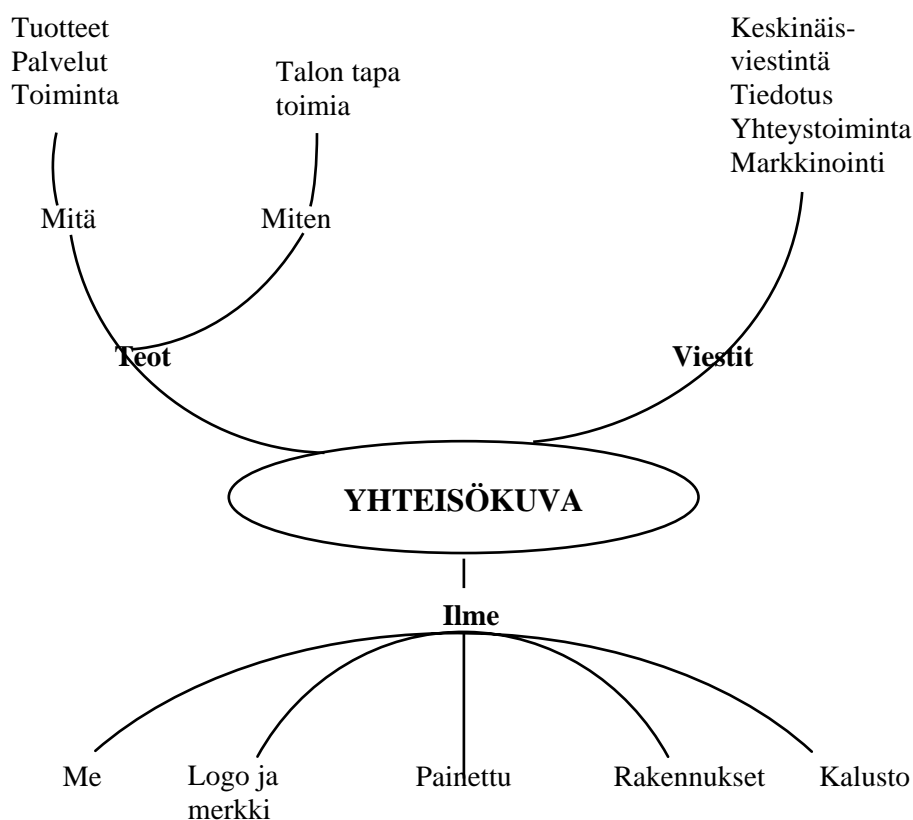 Tuotteet
Palvelut
Toiminta
Talon tapa
toimia
Keskinäis-
viestintä
Tiedotus
Yhteystoiminta
Markkinointi
Mitä
Miten
Teot
Viestit
YHTEISÖKUVA
Ilme
Me
Logo ja
merkki
Painettu
Rakennukset
Kalusto